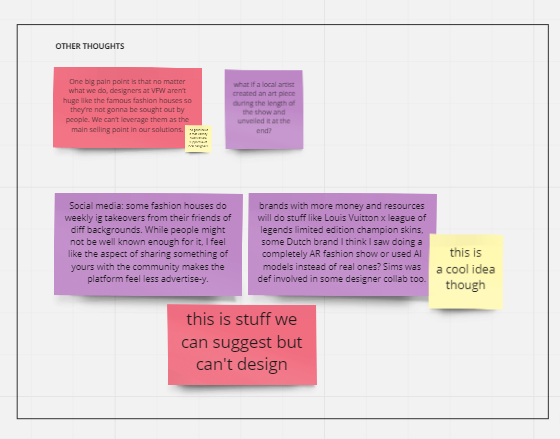 OTHER THOUGHTS
One big pain point is that no matter
what we do, designers at VFW aren't
huge like the famous fashion houses so
they're not gonna be sought out by
people. We can't leverage them as the
main selling point in our solutions.
what if a local artist
created an art piece
during the length of
the show and
unveiled it at the
end?
Social media: some fashion houses do
weekly ig takeovers from their friends of
diff backgrounds. While people might
not be well known enough for it, I feel
like the aspect of sharing something of
yours with the community makes the
platform feel less advertise-y.
brands with more money and resources
will do stuff like Louis Vuitton x league of
legends limited edition champion skins,
some Dutch brand I think I saw doing a
completely AR fashion show or used AI
models instead of real ones? Sims was
def involved in some designer collab too.
this is
a cool idea
though
this is stuff we
can suggest but
can't design